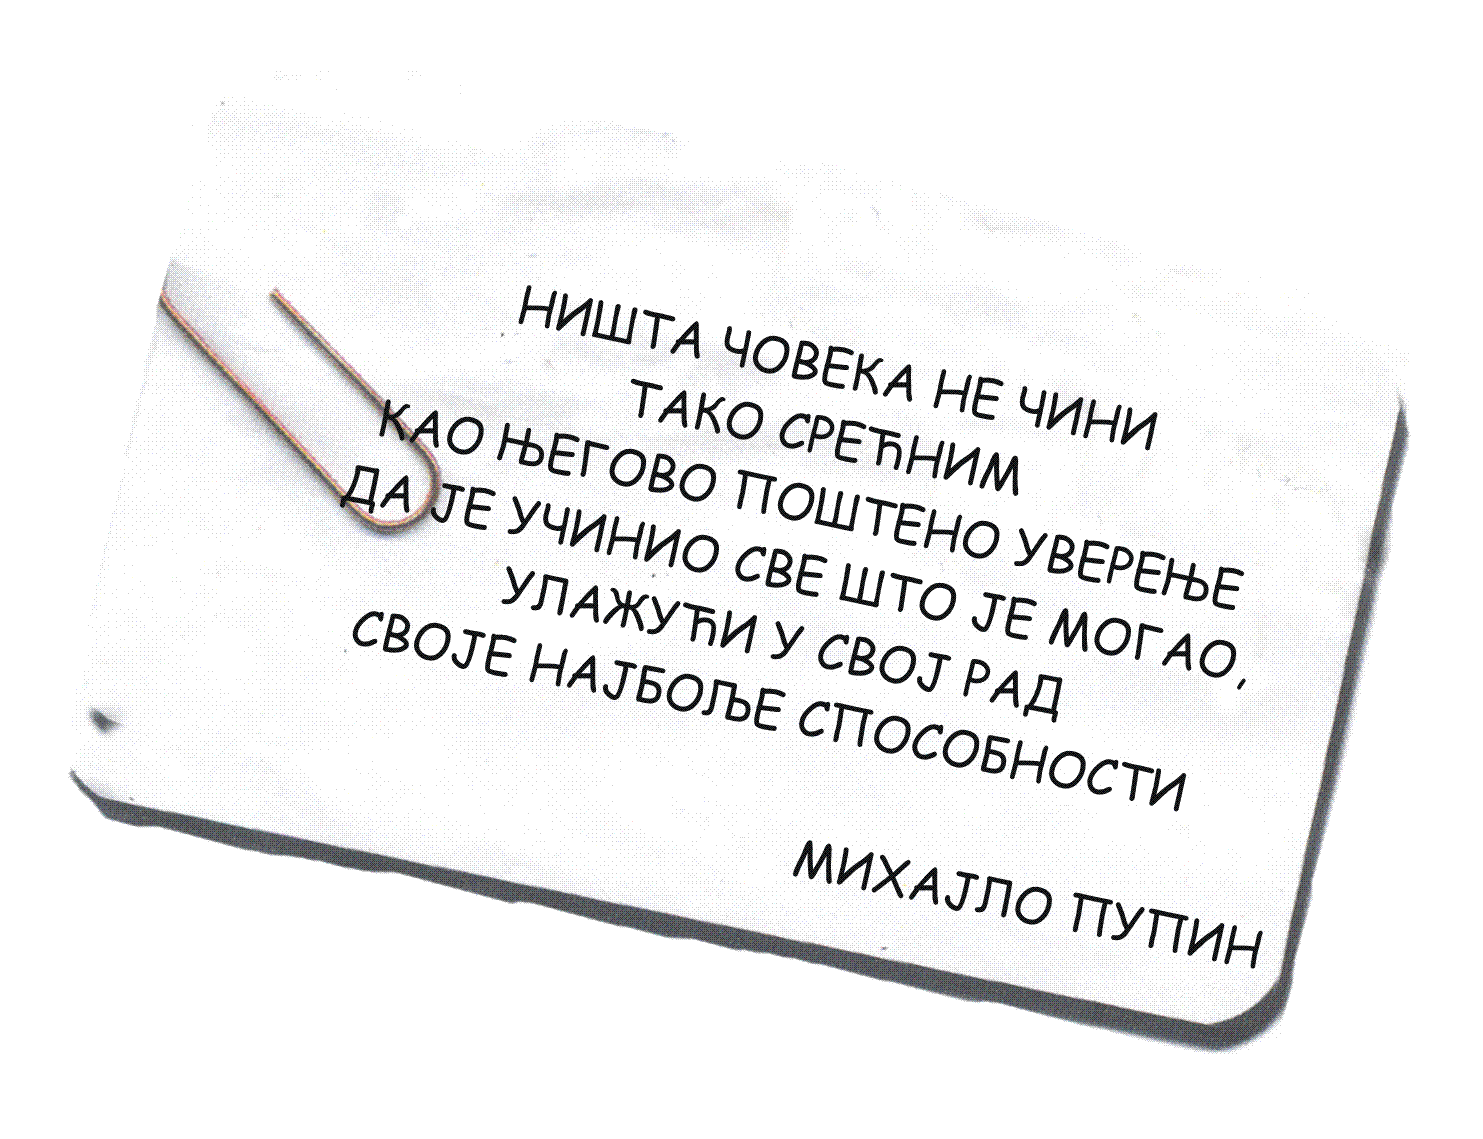 НИШТА ЧОВЕКА НЕ ЧИНИ
ТАКО СРЕЋНИМ
КАО ЊЕГОВО ПОШТЕНО УВЕРЕЊЕ
ДА ЈЕ УЧИНИО СВЕ ШТО ЈЕ МОГАО,
УЛАЖУЋИ У СВОЈ РАД
СВОЈЕ НАЈБОЉЕ СПОСОБНОСТИ
МИХАЈЛО ПУПИН